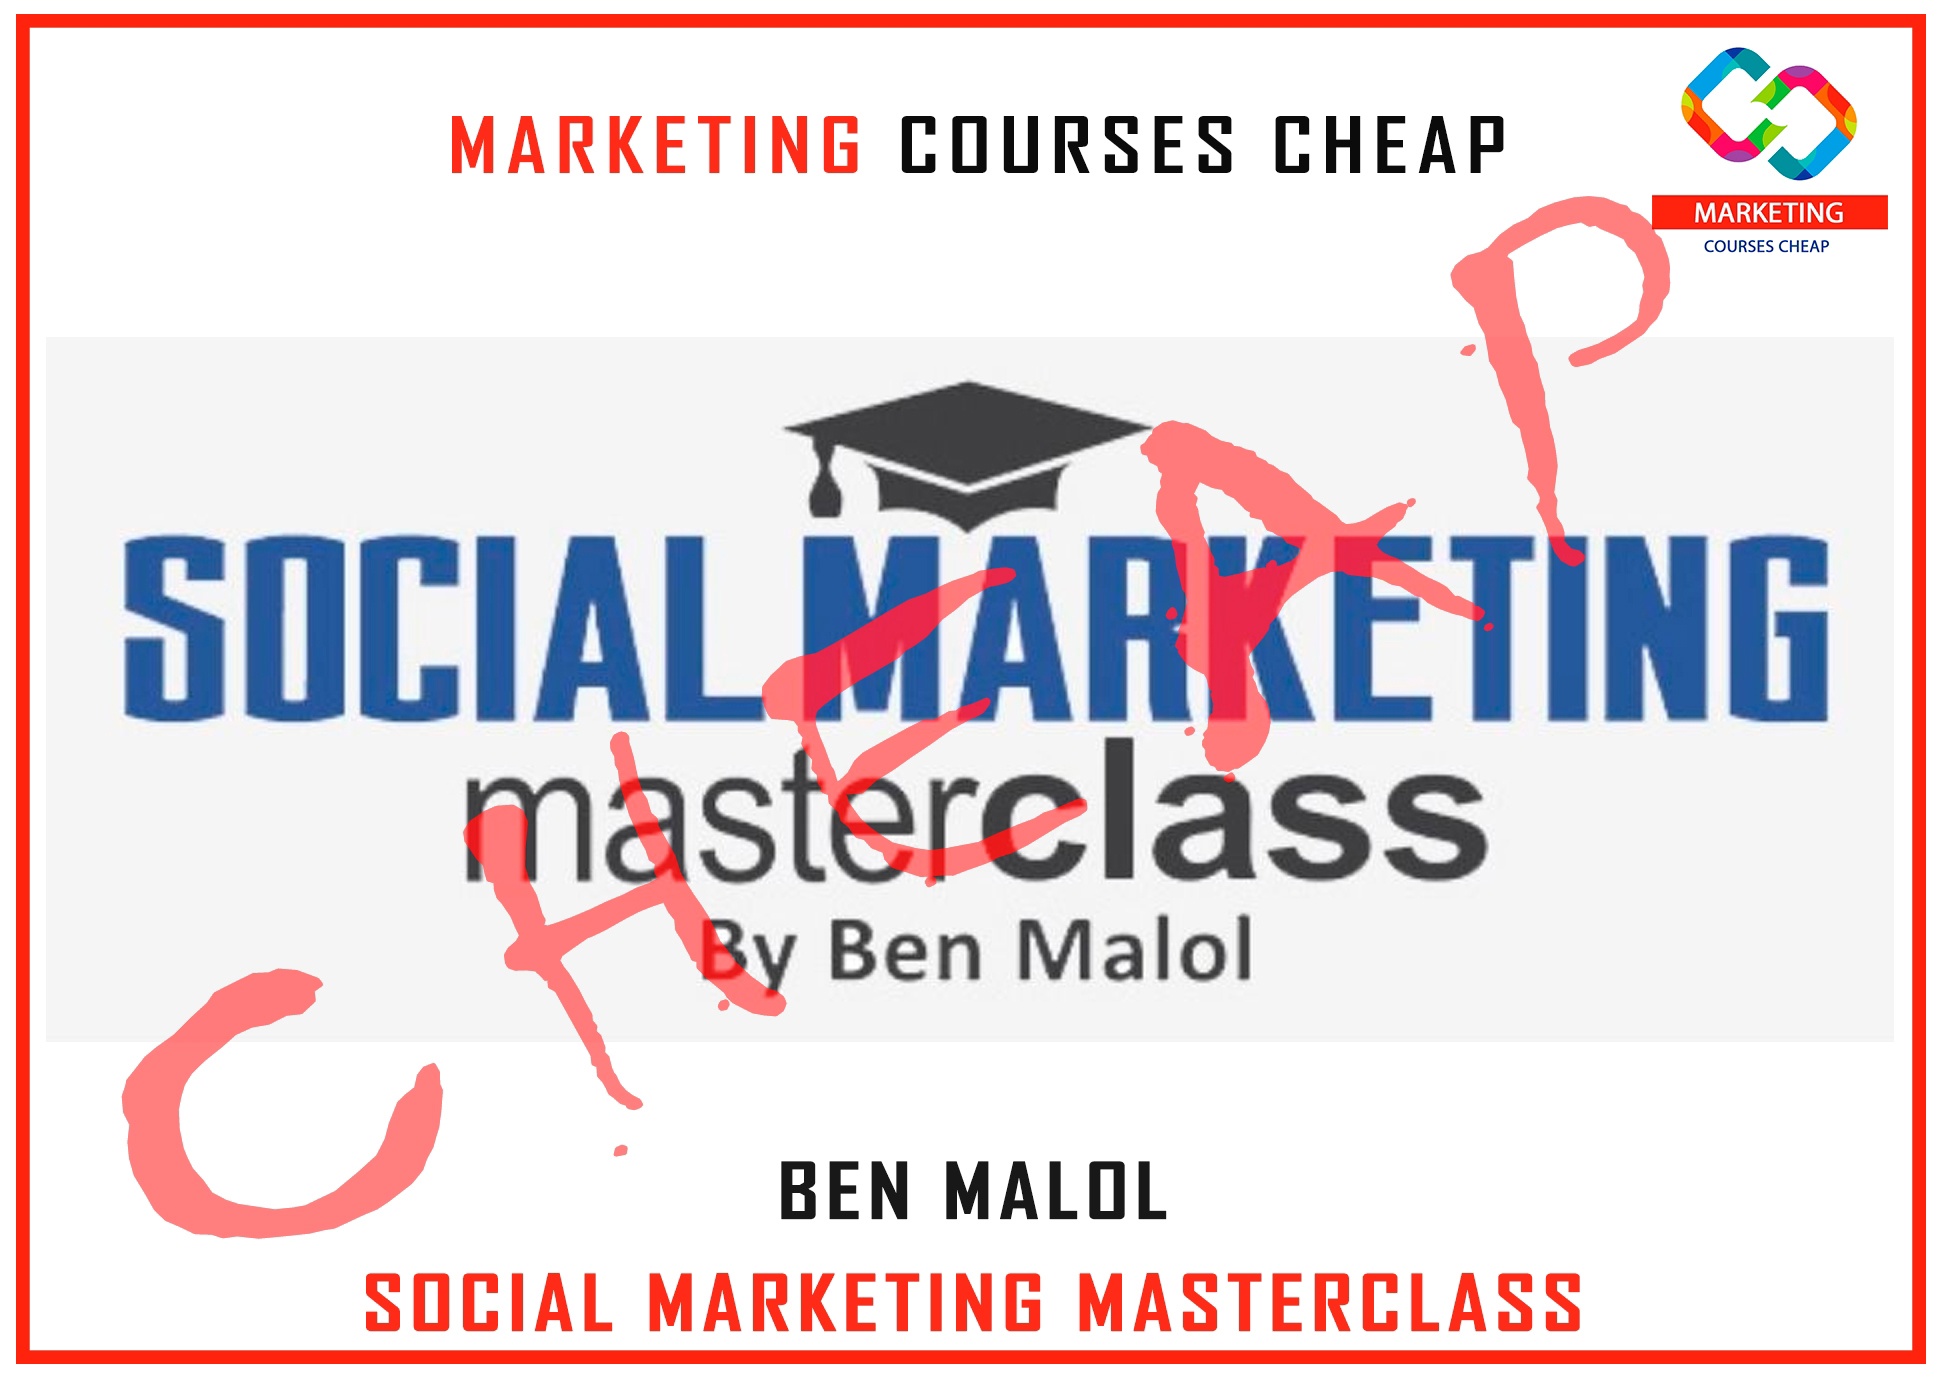 MARKETING COURSES CHEAP
MARKETING
COURSES CHEAP
SOCIAL MARKETING
masterclass
By Ben Malol
CHEAP
BEN MALOL
SOCIAL MARKETING MASTERCLASS